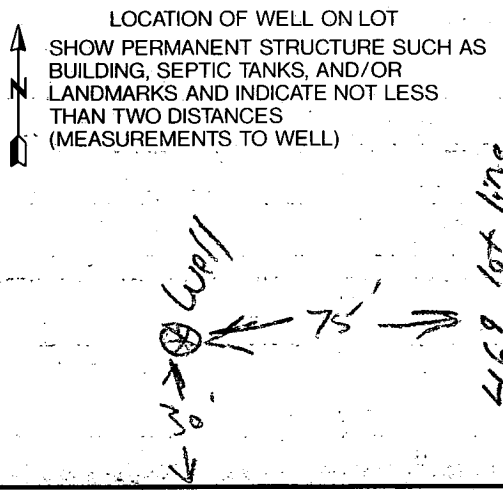 LOCATION OF WELL ON LOT
SHOW PERMANENT STRUCTURE SUCH AS
BUILDING, SEPTIC TANKS, AND/OR
LANDMARKS AND INDICATE NOT LESS
THAN TWO DISTANCES
(MEASUREMENTS TO WELL)
N
Well
75'
lot line
30'